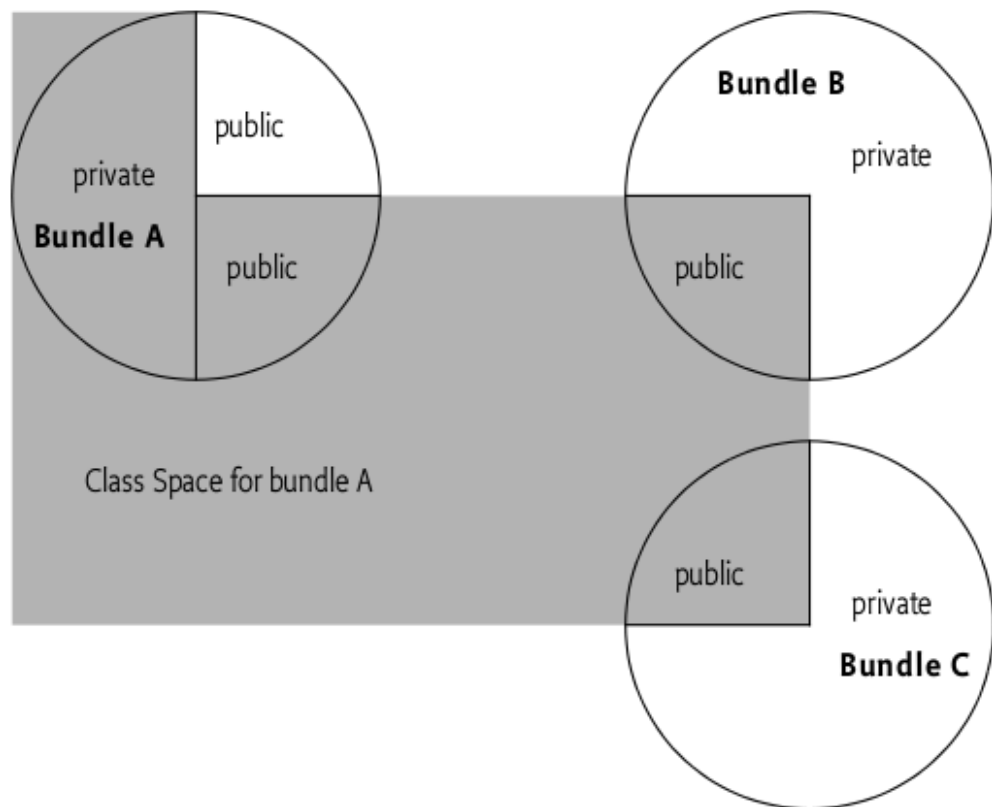 public
private
Bundle A
public
Bundle B
private
public
Class Space for bundle A
public
private
Bundle C